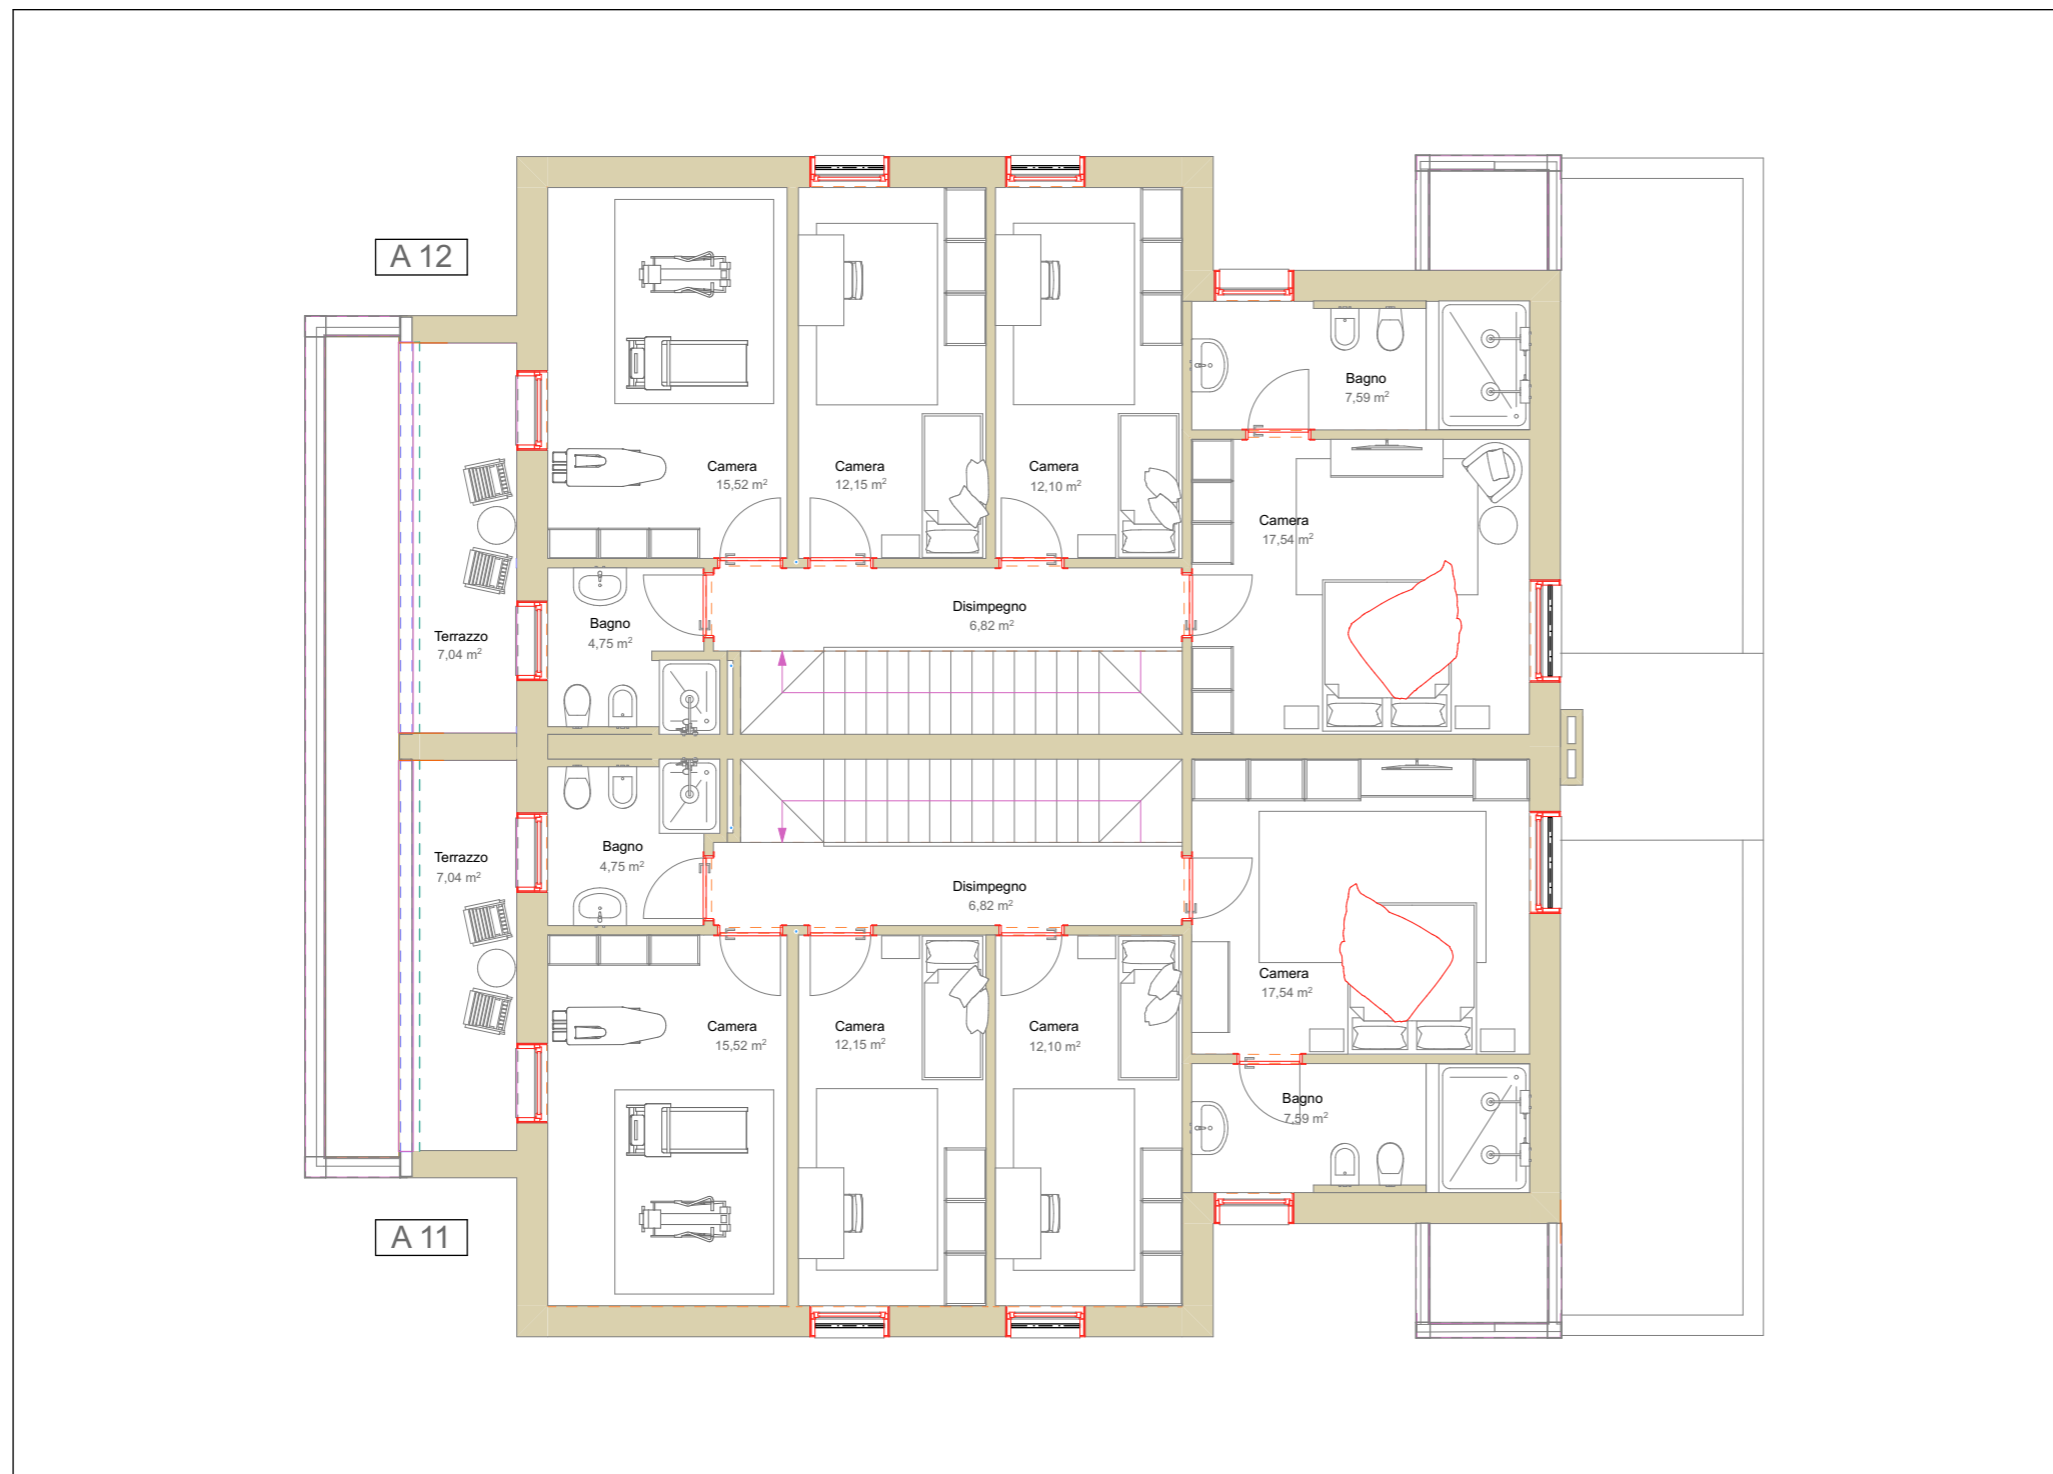 A 12
Bagno
7,59 m²
Camera
15,52 m²
Camera
12,15 m²
Camera
12,10 m²
Camera
17,54 m²
Disimpegno
6,82 m²
Bagno
4,75 m²
Terrazzo
7,04 m²
Bagno
4,75 m²
Terrazzo
7,04 m²
Disimpegno
6,82 m²
Camera
17,54 m²
Camera
15,52 m²
Camera
12,15 m²
Camera
12,10 m²
Bagno
7,59 m²
A 11